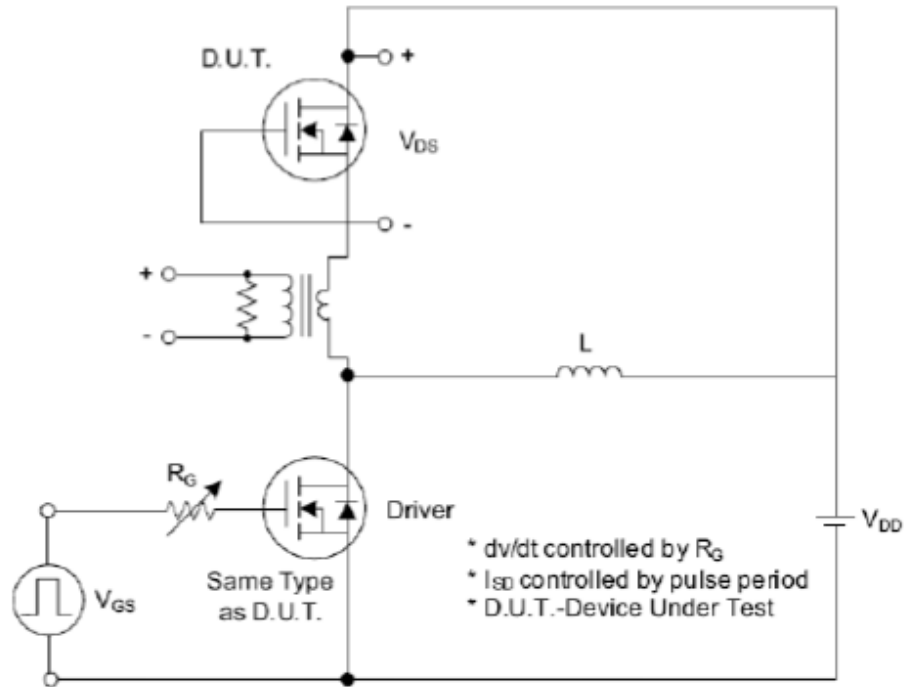 D.U.T.
+
VDS
-
+
-
L
RG
Driver
VDD
VGS
Same Type
as D.U.T.
* dv/dt controlled by RG
* ISD controlled by pulse period
* D.U.T.-Device Under Test